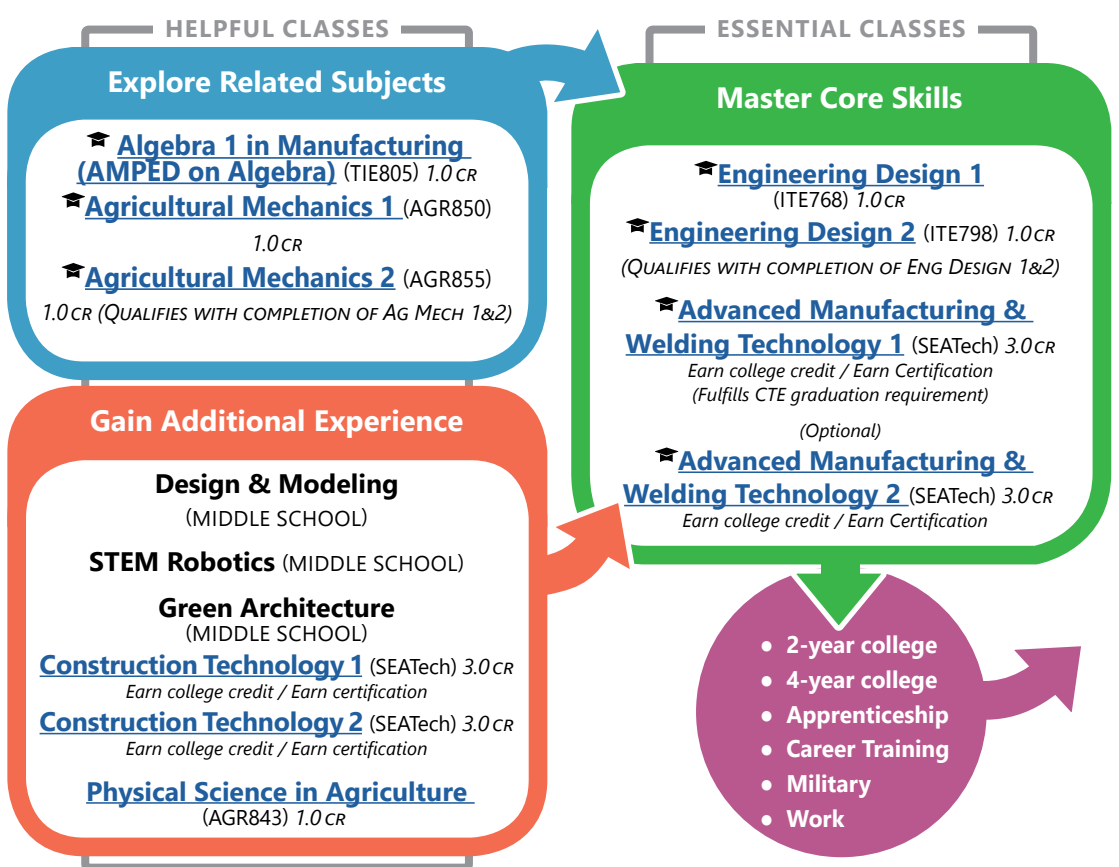 HELPFUL CLASSES
Explore Related Subjects
Algebra 1 in Manufacturing
(AMPED on Algebra) (TIE805) 1.0 CR
Agricultural Mechanics 1 (AGR850)
1.0 CR
Agricultural Mechanics 2 (AGR855)
1.0 CR (QUALIFIES WITH COMPLETION OF AG MECH 1&2)
Gain Additional Experience
Design & Modeling
(MIDDLE SCHOOL)
STEM Robotics (MIDDLE SCHOOL)
Green Architecture
(MIDDLE SCHOOL)
Construction Technology 1 (SEATech) 3.0 CR
Earn college credit / Earn certification
Construction Technology 2 (SEATech) 3.0 CR
Earn college credit / Earn certification
Physical Science in Agriculture
(AGR843) 1.0 CR
ESSENTIAL CLASSES
Master Core Skills
Engineering Design 1
(ITE768) 1.0 CR
Engineering Design 2 (ITE798) 1.0 CR
(QUALIFIES WITH COMPLETION OF ENG DESIGN 1&2)
Advanced Manufacturing &
Welding Technology 1 (SEATech) 3.0 CR
Earn college credit / Earn Certification
(Fulfills CTE graduation requirement)
(Optional)
Advanced Manufacturing &
Welding Technology 2 (SEATech) 3.0 CR
Earn college credit / Earn Certification
• 2-year college
• 4-year college
• Apprenticeship
• Career Training
• Military
• Work